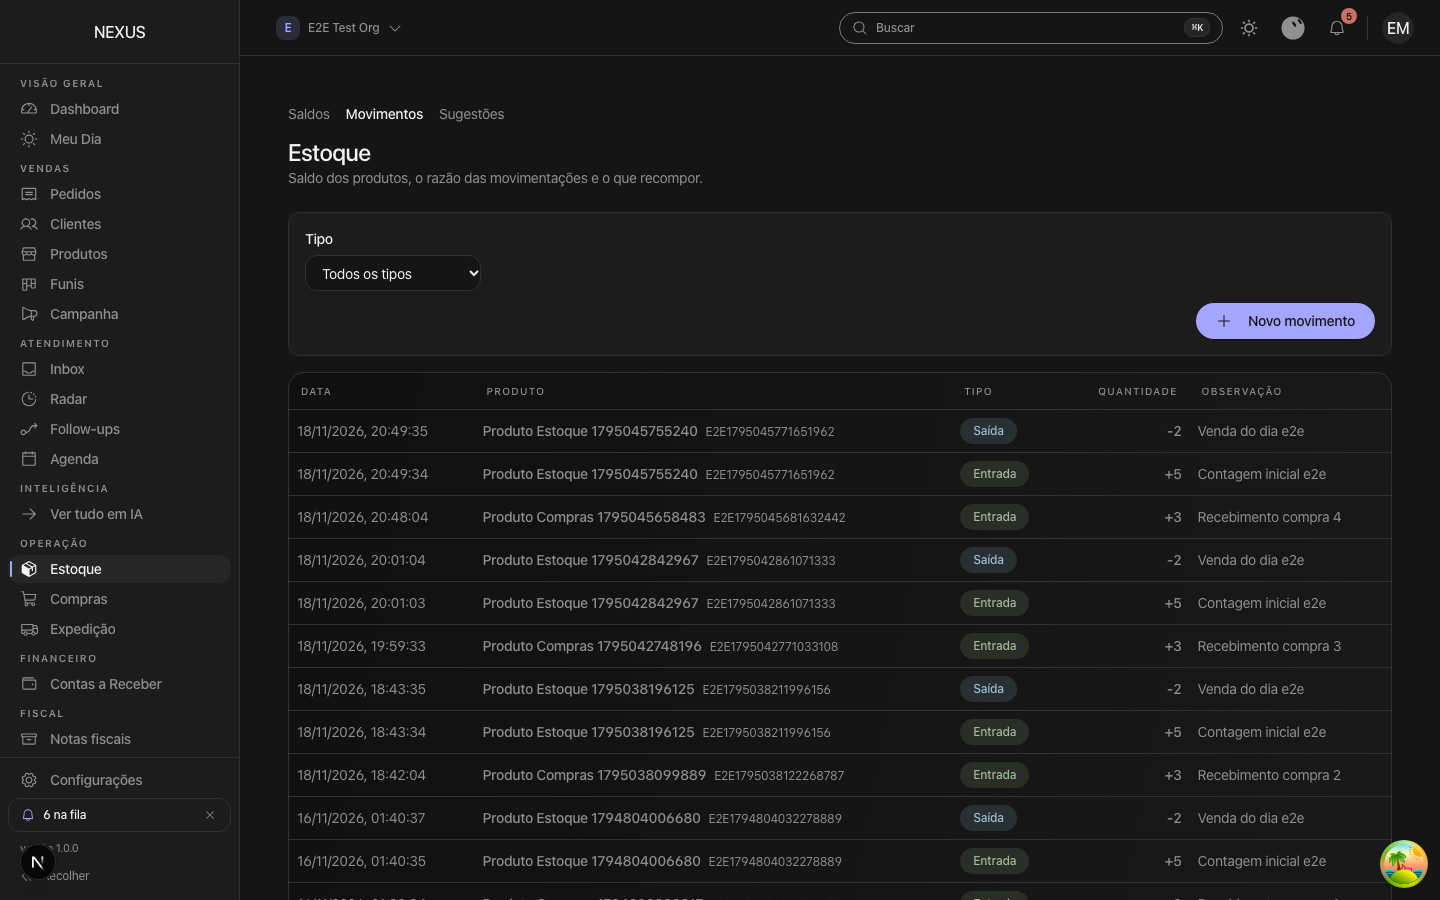 NEXUS
VISÃO GERAL
Dashboard
Meu Dia
VENDAS
Pedidos
Clientes
Produtos
Funis
Campanha
ATENDIMENTO
Inbox
Radar
Follow-ups
Agenda
INTELIGÊNCIA
Ver tudo em IA
OPERAÇÃO
Estoque
Compras
Expedição
FINANCEIRO
Contas a Receber
FISCAL
Notas fiscais
Configurações
6 na fila
1.0.0
N
E E2E Test Org
Buscar ⌘K
5
EM
Saldos Movimentos Sugestões
Estoque
Saldo dos produtos, o razão das movimentações e o que recompor.
Tipo
Todos os tipos
Novo movimento
DATA PRODUTO TIPO QUANTIDADE OBSERVAÇÃO
18/11/2026, 20:49:35 Produto Estoque 1795045755240 E2E1795045771651962 Saída -2 Venda do dia e2e
18/11/2026, 20:49:34 Produto Estoque 1795045755240 E2E1795045771651962 Entrada +5 Contagem inicial e2e
18/11/2026, 20:48:04 Produto Compras 1795045658483 E2E1795045681632442 Entrada +3 Recebimento compra 4
18/11/2026, 20:01:04 Produto Estoque 1795042842967 E2E1795042861071333 Saída -2 Venda do dia e2e
18/11/2026, 20:01:03 Produto Estoque 1795042842967 E2E1795042861071333 Entrada +5 Contagem inicial e2e
18/11/2026, 19:59:33 Produto Compras 1795042748196 E2E1795042771033108 Entrada +3 Recebimento compra 3
18/11/2026, 18:43:35 Produto Estoque 1795038196125 E2E1795038211996156 Saída -2 Venda do dia e2e
18/11/2026, 18:43:34 Produto Estoque 1795038196125 E2E1795038211996156 Entrada +5 Contagem inicial e2e
18/11/2026, 18:42:04 Produto Compras 1795038099889 E2E1795038122268787 Entrada +3 Recebimento compra 2
16/11/2026, 01:40:37 Produto Estoque 1794804006680 E2E1794804032278889 Saída -2 Venda do dia e2e
16/11/2026, 01:40:35 Produto Estoque 1794804006680 E2E1794804032278889 Entrada +5 Contagem inicial e2e